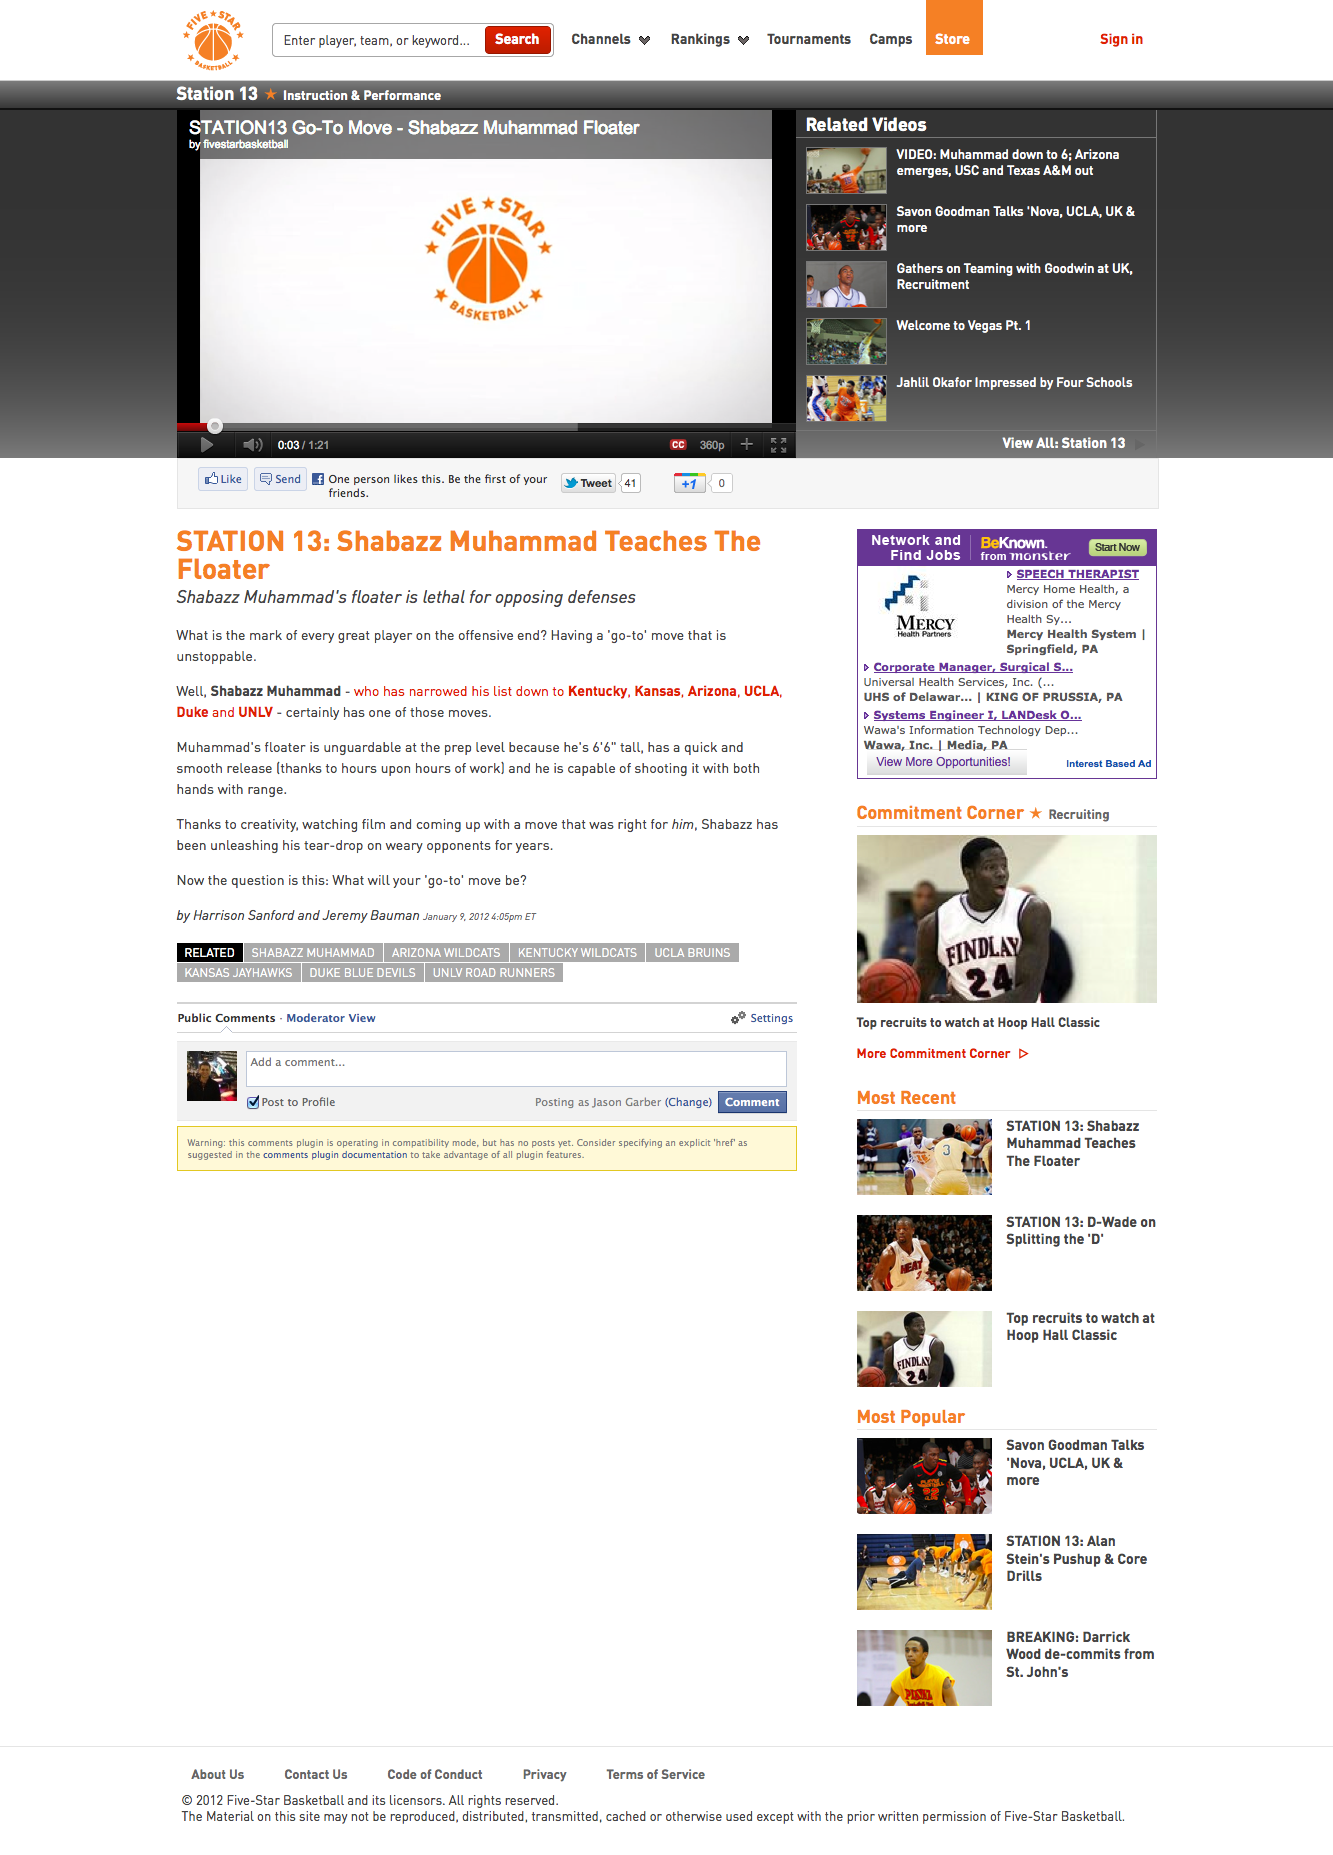 FIVE STAR
BASKETBALL
Enter player, team, or keyword...
Search
Channels
Rankings
Tournaments
Camps
Store
Sign in
Station 13 ★ Instruction & Performance
STATION13 Go-To Move - Shabazz Muhammad Floater
by fivestarbasketball
FIVE ★ STAR
BASKETBALL
0:03 / 1:21
CC
360p
Related Videos
VIDEO: Muhammad down to 6; Arizona
emerges, USC and Texas A&M out
Savon Goodman Talks 'Nova, UCLA, UK &
more
Gathers on Teaming with Goodwin at UK,
Recruitment
Welcome to Vegas Pt. 1
Jahlil Okafor Impressed by Four Schools
View All: Station 13
Like
Send
One person likes this. Be the first of your
friends.
Tweet
41
+1
0
STATION 13: Shabazz Muhammad Teaches The
Floater
Shabazz Muhammad's floater is lethal for opposing defenses
What is the mark of every great player on the offensive end? Having a 'go-to' move that is
unstoppable.
Well, Shabazz Muhammad - who has narrowed his list down to Kentucky, Kansas, Arizona, UCLA,
Duke and UNLV - certainly has one of those moves.
Muhammad's floater is unguardable at the prep level because he's 6'6" tall, has a quick and
smooth release (thanks to hours upon hours of work) and he is capable of shooting it with both
hands with range.
Thanks to creativity, watching film and coming up with a move that was right for him, Shabazz has
been unleashing his tear-drop on weary opponents for years.
Now the question is this: What will your 'go-to' move be?
by Harrison Sanford and Jeremy Bauman January 9, 2012 4:05pm ET
RELATED SHABAZZ MUHAMMAD ARIZONA WILDCATS KENTUCKY WILDCATS UCLA BRUINS
KANSAS JAYHAWKS DUKE BLUE DEVILS UNLV ROAD RUNNERS
Public Comments · Moderator View
Settings
Add a comment...
Post to Profile
Posting as Jason Garber (Change)
Comment
Warning: this comments plugin is operating in compatibility mode, but has no posts yet. Consider specifying an explicit 'href' as
suggested in the comments plugin documentation to take advantage of all plugin features.
Network and
Find Jobs
BeKnown.
from monster
Start Now
MERCY
Health Partners
SPEECH THERAPIST
Mercy Home Health, a
division of the Mercy
Health Sy...
Mercy Health System |
Springfield, PA
Corporate Manager, Surgical S...
Universal Health Services, Inc. (...
UHS of Delawar... | KING OF PRUSSIA, PA
Systems Engineer I, LANDesk O...
Wawa's Information Technology Dep...
Wawa, Inc. | Media, PA
View More Opportunities!
Interest Based Ad
Commitment Corner ★ Recruiting
FINDLAY
24
Top recruits to watch at Hoop Hall Classic
More Commitment Corner
Most Recent
3
STATION 13: Shabazz
Muhammad Teaches
The Floater
HEAT
3
STATION 13: D-Wade on
Splitting the 'D'
FINDLAY
24
Top recruits to watch at
Hoop Hall Classic
Most Popular
22
Savon Goodman Talks
'Nova, UCLA, UK &
more
STATION 13: Alan
Stein's Pushup & Core
Drills
BREAKING: Darrick
Wood de-commits from
St. John's
About Us
Contact Us
Code of Conduct
Privacy
Terms of Service
© 2012 Five-Star Basketball and its licensors. All rights reserved.
The Material on this site may not be reproduced, distributed, transmitted, cached or otherwise used except with the prior written permission of Five-Star Basketball.